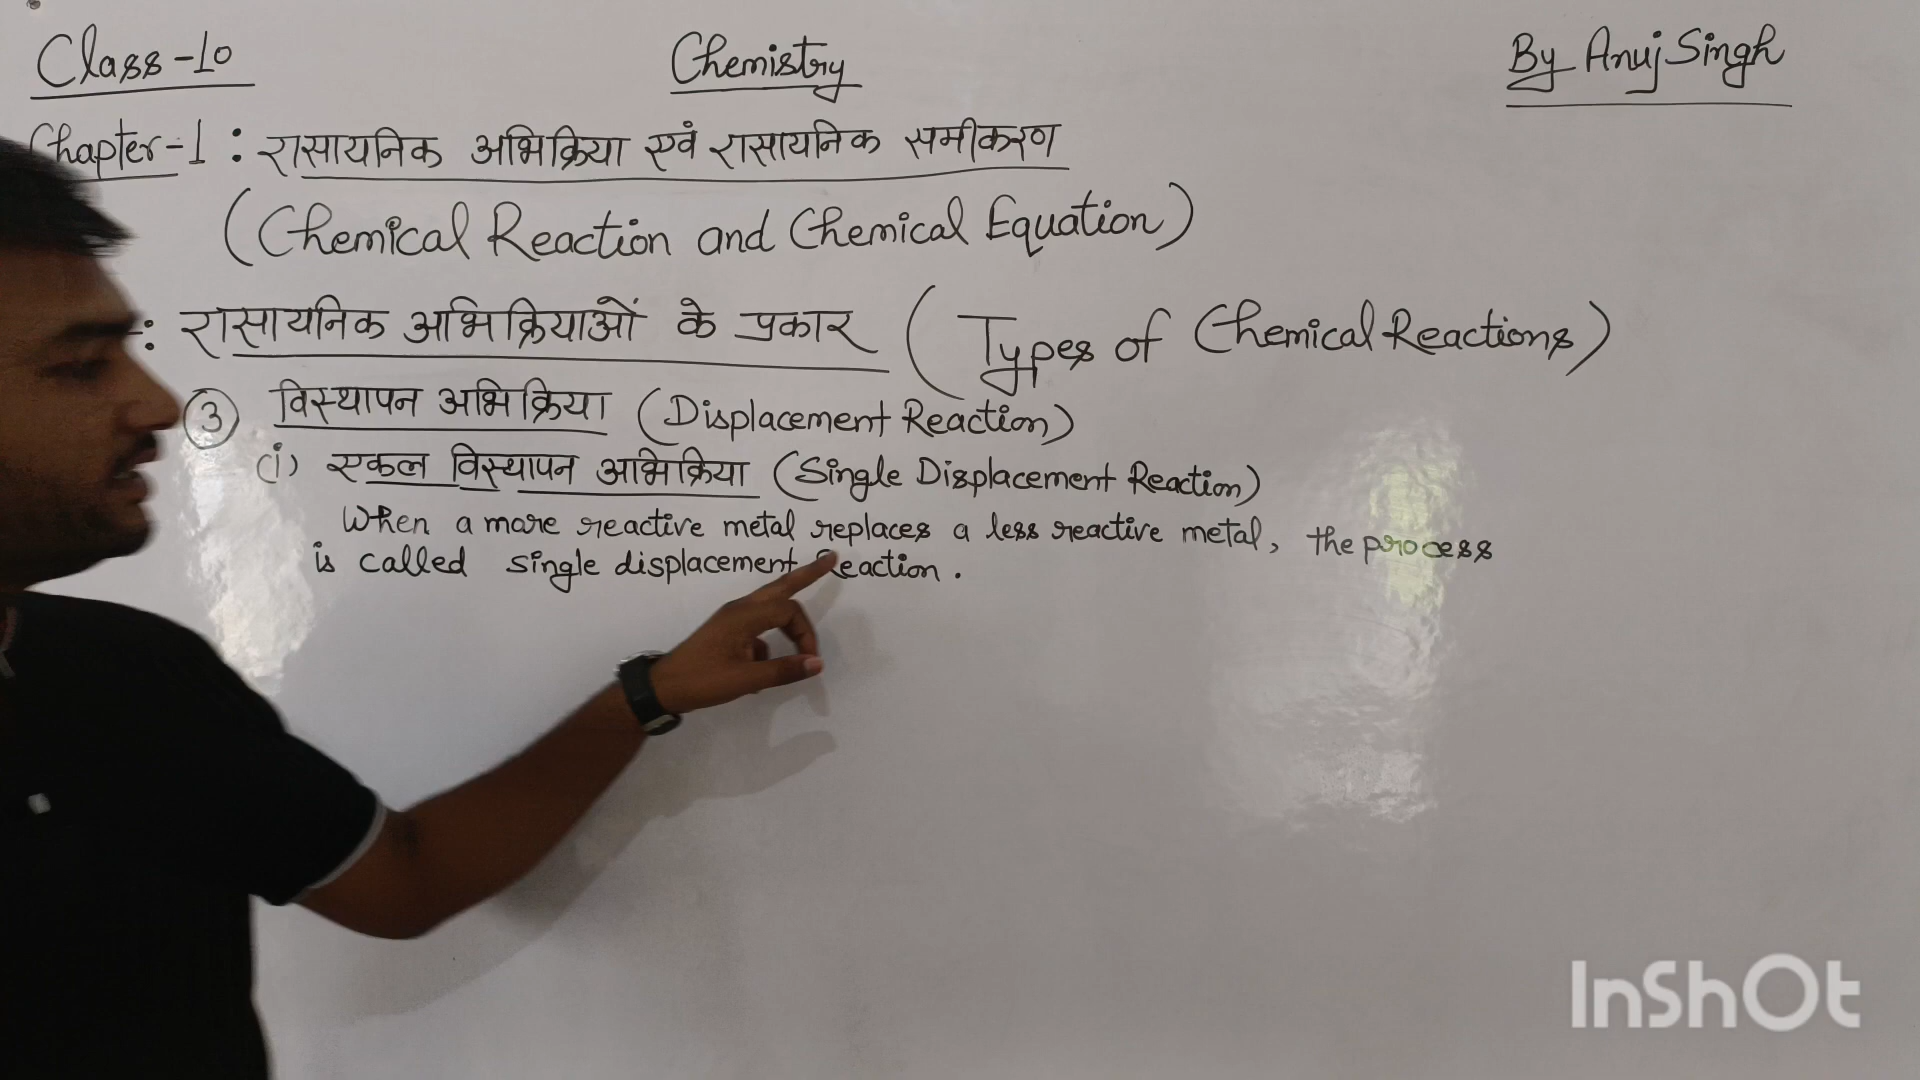 Class-10
Chemistry
By Anuj Singh
Chapter-1 : रासायनिक अभिक्रिया एवं रासायनिक समीकरण
(Chemical Reaction and Chemical Equation)
: रासायनिक अभिक्रियाओं के प्रकार (Types of Chemical Reactions)
③ विस्थापन अभिक्रिया (Displacement Reaction)
(i) एकल विस्थापन अभिक्रिया (Single Displacement Reaction)
When a more reactive metal replaces a less reactive metal, the process
is called single displacement Reaction.
InShOt